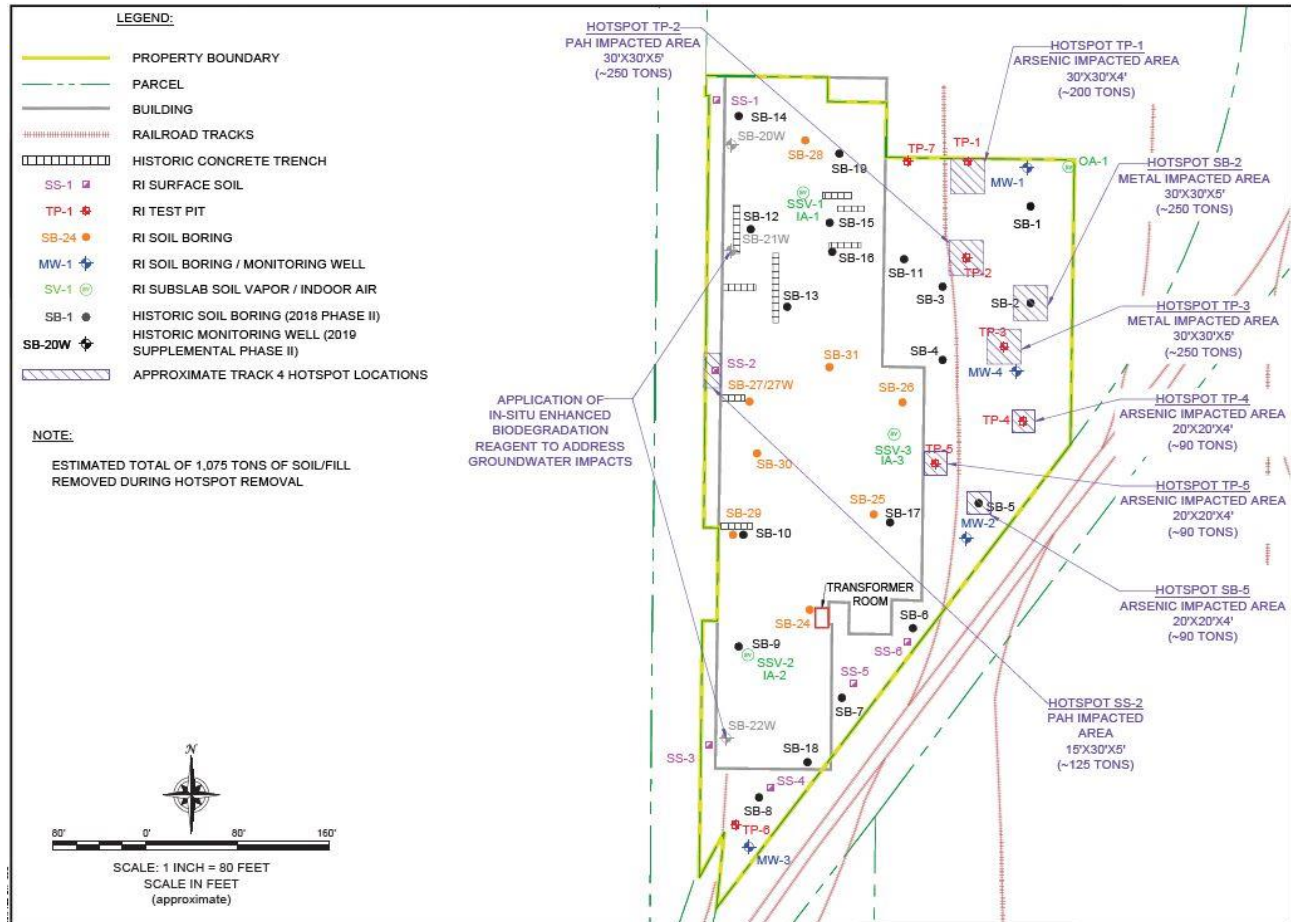 LEGEND:
PROPERTY BOUNDARY
PARCEL
BUILDING
RAILROAD TRACKS
HISTORIC CONCRETE TRENCH
SS-1 RI SURFACE SOIL
TP-1 RI TEST PIT
SB-24 RI SOIL BORING
MW-1 RI SOIL BORING / MONITORING WELL
SV-1 SV RI SUBSLAB SOIL VAPOR / INDOOR AIR
SB-1 HISTORIC SOIL BORING (2018 PHASE II)
SB-20W HISTORIC MONITORING WELL (2019
SUPPLEMENTAL PHASE II)
APPROXIMATE TRACK 4 HOTSPOT LOCATIONS
NOTE:
ESTIMATED TOTAL OF 1,075 TONS OF SOIL/FILL
REMOVED DURING HOTSPOT REMOVAL
N
80' 0' 80' 160'
SCALE: 1 INCH = 80 FEET
SCALE IN FEET
(approximate)
HOTSPOT TP-2
PAH IMPACTED AREA
30'X30'X5'
(~250 TONS)
HOTSPOT TP-1
ARSENIC IMPACTED AREA
30'X30'X4'
(~200 TONS)
HOTSPOT SB-2
METAL IMPACTED AREA
30'X30'X5'
(~250 TONS)
HOTSPOT TP-3
METAL IMPACTED AREA
30'X30'X5'
(~250 TONS)
HOTSPOT TP-4
ARSENIC IMPACTED AREA
20'X20'X4'
(~90 TONS)
HOTSPOT TP-5
ARSENIC IMPACTED AREA
20'X20'X4'
(~90 TONS)
HOTSPOT SB-5
ARSENIC IMPACTED AREA
20'X20'X4'
(~90 TONS)
HOTSPOT SS-2
PAH IMPACTED
AREA
15'X30'X5'
(~125 TONS)
APPLICATION OF
IN-SITU ENHANCED
BIODEGRADATION
REAGENT TO ADDRESS
GROUNDWATER IMPACTS
SS-1
SB-14
SB-20W
SB-28
SB-19
TP-7
TP-1
MW-1
OA-1
SV
SB-1
SV
SSV-1
IA-1
SB-12
SB-21W
SB-15
SB-16
SB-11
TP-2
SB-3
SB-2
SB-13
TP-3
SB-4
MW-4
SS-2
SB-31
SB-27/27W
SB-26
TP-4
SV
SSV-3
IA-3
SB-30
TP-5
SB-25
SB-17
SB-5
MW-2
SB-29
SB-10
TRANSFORMER
ROOM
SB-24
SB-6
SS-6
SB-9
SV
SSV-2
IA-2
SS-5
SB-7
SB-22W
SS-3
SB-18
SS-4
SB-8
TP-6
MW-3